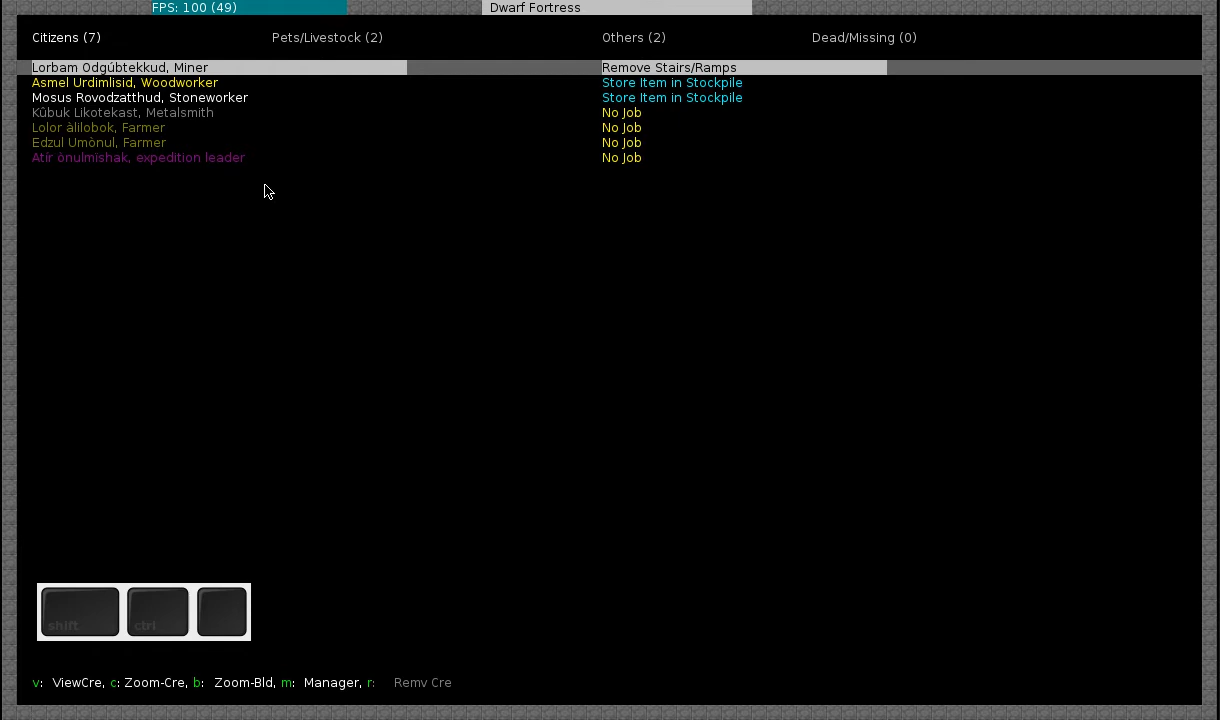 FPS: 100 (49) Dwarf Fortress
Citizens (7) Pets/Livestock (2) Others (2) Dead/Missing (0)
Lorbam Odgúbtekkud, Miner Remove Stairs/Ramps
Asmel Urdimlisid, Woodworker Store Item in Stockpile
Mosus Rovodzatthud, Stoneworker Store Item in Stockpile
Kûbuk Likotekast, Metalsmith No Job
Lolor àlilobok, Farmer No Job
Edzul Umònul, Farmer No Job
Atír ònulmïshak, expedition leader No Job
shift ctrl
v: ViewCre, c: Zoom-Cre, b: Zoom-Bld, m: Manager, r: Remv Cre